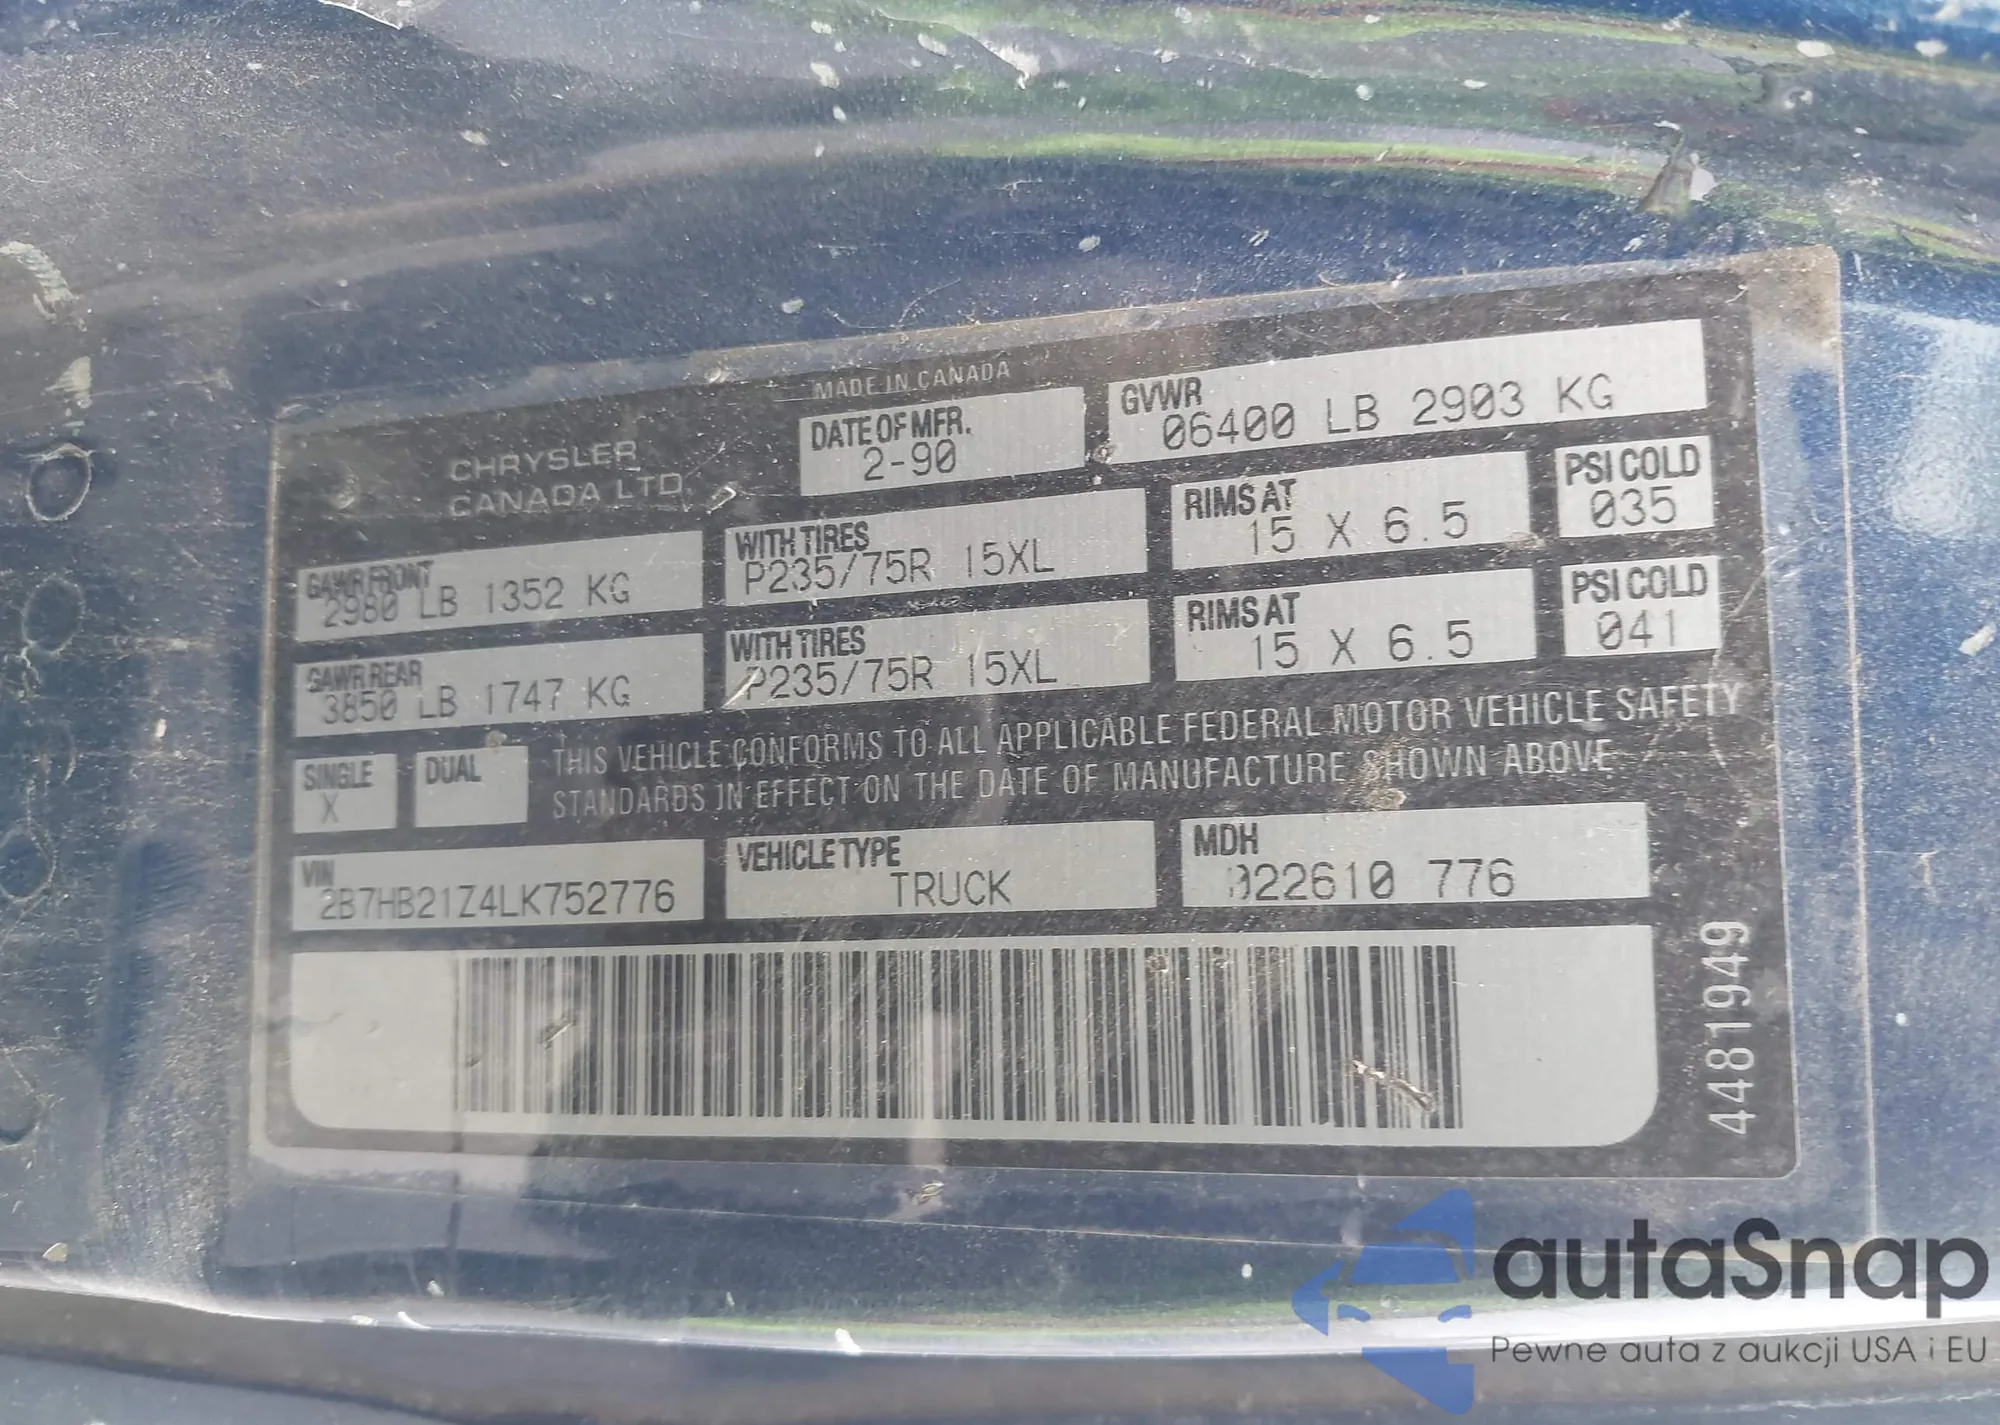 MADE IN CANADA
CHRYSLER
CANADA LTD.
DATE OF MFR.
2-90
GVWR
06400 LB 2903 KG
GAWR FRONT
2980 LB 1352 KG
WITH TIRES
P235/75R 15XL
RIMS AT
15 X 6.5
PSI COLD
035
GAWR REAR
3850 LB 1747 KG
WITH TIRES
P235/75R 15XL
RIMS AT
15 X 6.5
PSI COLD
041
SINGLE
X
DUAL
THIS VEHICLE CONFORMS TO ALL APPLICABLE FEDERAL MOTOR VEHICLE SAFETY
STANDARDS IN EFFECT ON THE DATE OF MANUFACTURE SHOWN ABOVE
VIN
2B7HB21Z4LK752776
VEHICLE TYPE
TRUCK
MDH
022610 776
4481949
autaSnap
Pewne auta z aukcji USA i EU